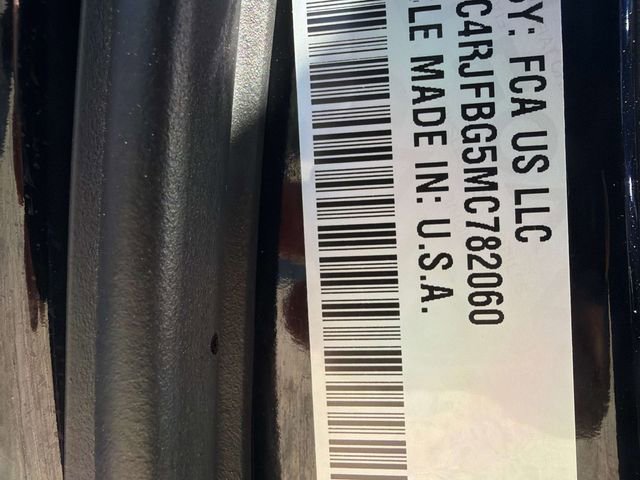 BY: FCA US LLC
C4RJFBG5MC782060
LE MADE IN: U.S.A.